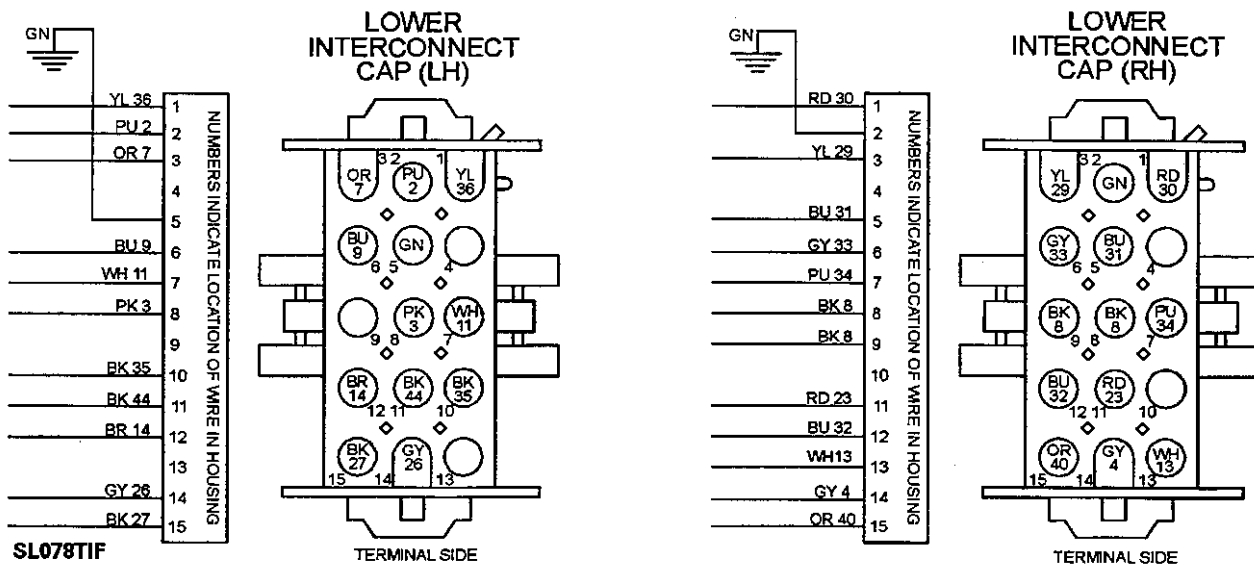 GN
LOWER
INTERCONNECT
CAP (LH)
YL 36 1
PU 2 2
OR 7 3
4
5
BU 9 6
WH 11 7
PK 3 8
9
BK 35 10
BK 44 11
BR 14 12
13
GY 26 14
BK 27 15
NUMBERS INDICATE LOCATION OF WIRE IN HOUSING
3 2 1
OR 7 PU 2 YL 36
BU 9 GN
6 5 4
PK 3 WH 11
9 8 7
BR 14 BK 44 BK 35
12 11 10
BK 27 GY 26
15 14 13
TERMINAL SIDE
SL078TIF
GN
LOWER
INTERCONNECT
CAP (RH)
RD 30 1
2
YL 29 3
4
BU 31 5
GY 33 6
PU 34 7
BK 8 8
BK 8 9
10
RD 23 11
BU 32 12
WH13 13
GY 4 14
OR 40 15
NUMBERS INDICATE LOCATION OF WIRE IN HOUSING
3 2 1
YL 29 GN RD 30
GY 33 BU 31
6 5 4
BK 8 BK 8 PU 34
9 8 7
BU 32 RD 23
12 11 10
OR 40 GY 4 WH 13
15 14 13
TERMINAL SIDE